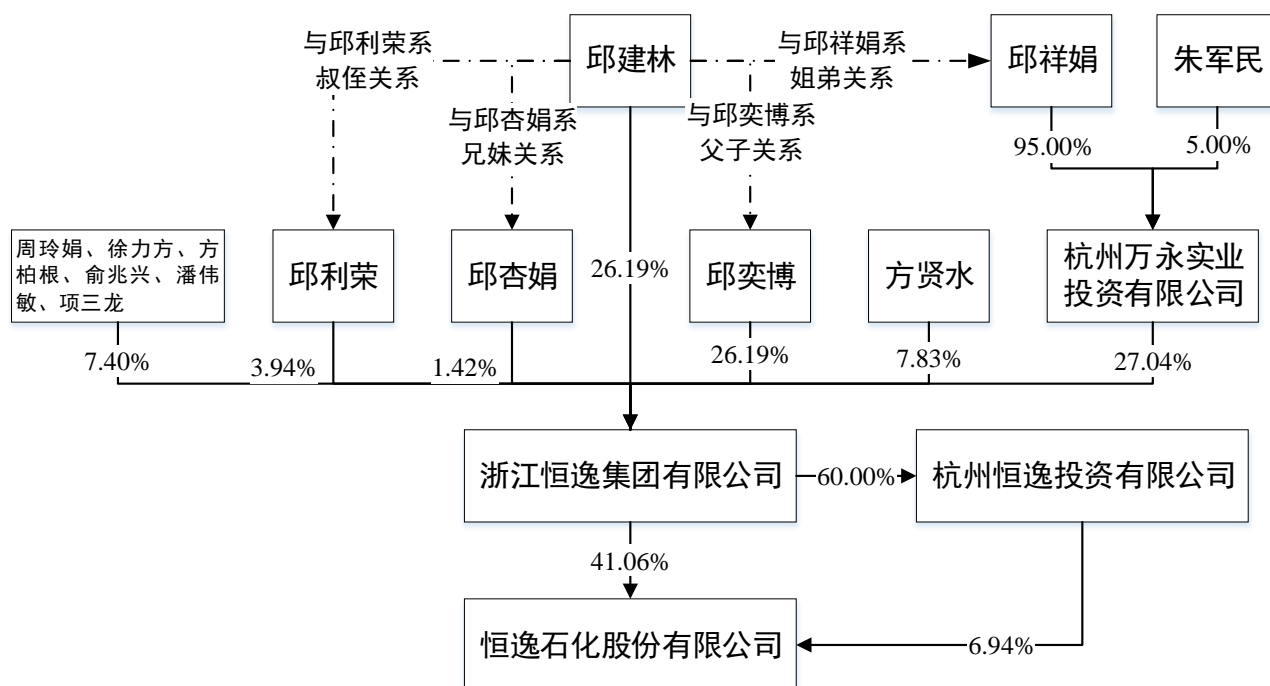 与邱利荣系
叔侄关系
邱建林
与邱祥娟系
姐弟关系
邱祥娟
朱军民
与邱杏娟系
兄妹关系
与邱奕博系
父子关系
95.00%
5.00%
周玲娟、徐力方、方
柏根、俞兆兴、潘伟
敏、项三龙
邱利荣
邱杏娟
26.19%
邱奕博
方贤水
杭州万永实业
投资有限公司
7.40%
3.94%
1.42%
26.19%
7.83%
27.04%
浙江恒逸集团有限公司
60.00%
杭州恒逸投资有限公司
41.06%
恒逸石化股份有限公司
6.94%